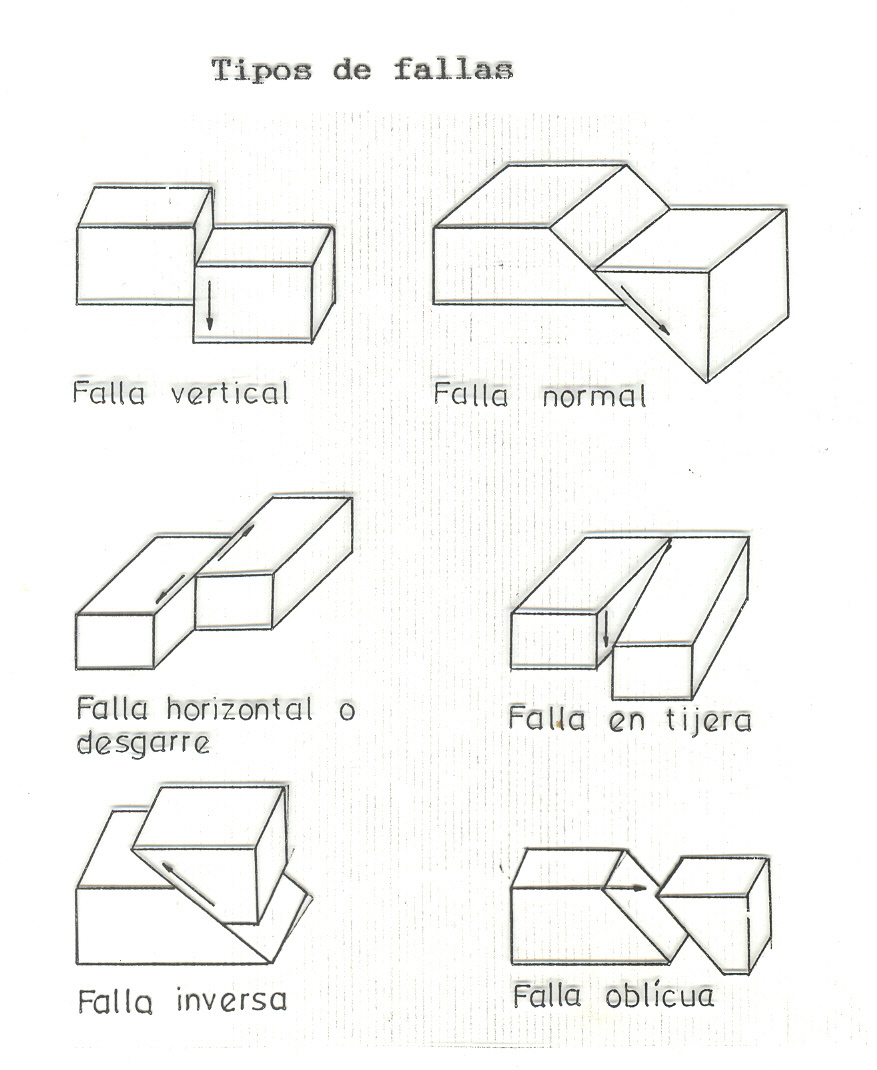 Tipos de fallas
Falla vertical
Falla normal
Falla horizontal o
desgarre
Falla en tijera
Falla inversa
Falla oblícua